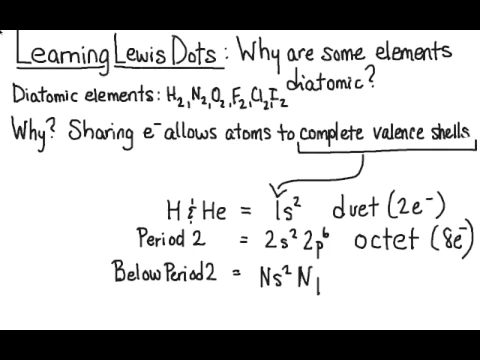 Learning Lewis Dots: Why are some elements
diatomic?
Diatomic elements: H₂, N₂, O₂, F₂, Cl₂, I₂
Why? Sharing e⁻ allows atoms to complete valence shells
H & He = 1s² duet (2e⁻)
Period 2 = 2s² 2p⁶ octet (8e⁻)
Below Period 2 = Ns² N